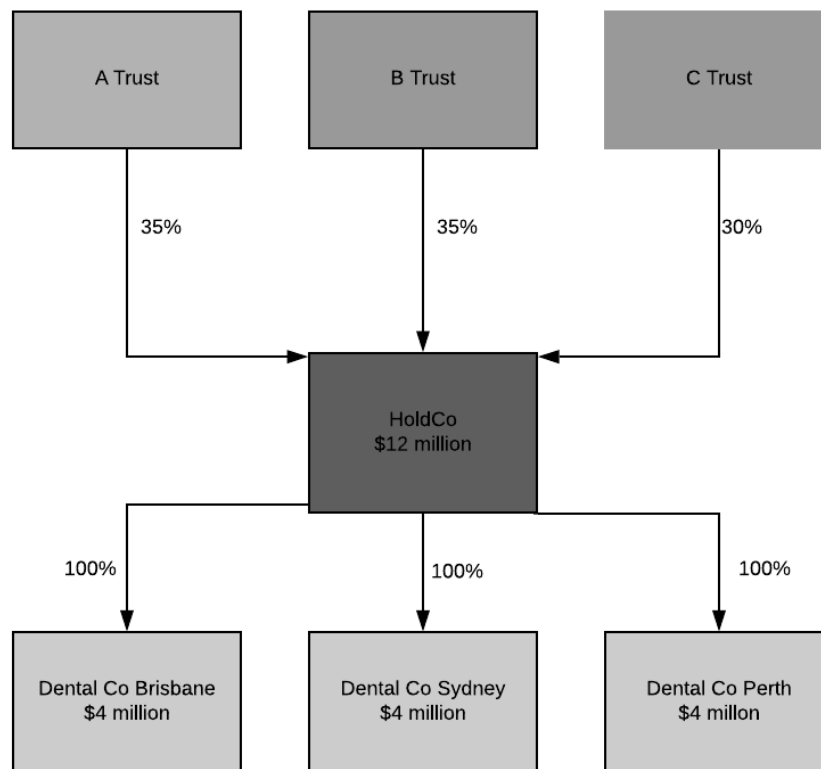 A Trust
B Trust
C Trust
35%
35%
30%
HoldCo
$12 million
100%
100%
100%
Dental Co Brisbane
$4 million
Dental Co Sydney
$4 million
Dental Co Perth
$4 millon